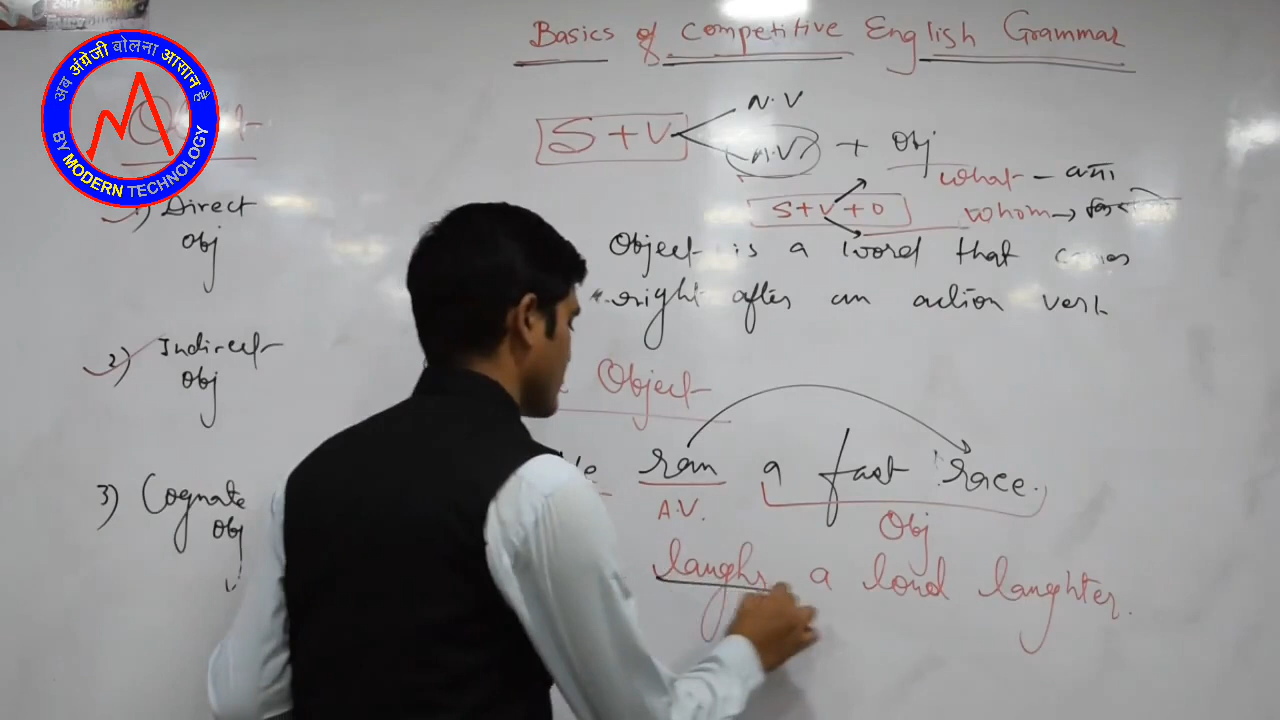 Basics of Competitive English Grammar
अब अंग्रेजी बोलना आसान है
BY MODERN TECHNOLOGY
S + V
N.V
A.V + Obj
what -
S + V + O
whom →
1) Direct
Obj
Object is a word that comes
right after an action verb
2) Indirect
Obj
Object
ran a fast race.
A.V.
Obj
3) Cognate
Obj
laughs a loud laughter.